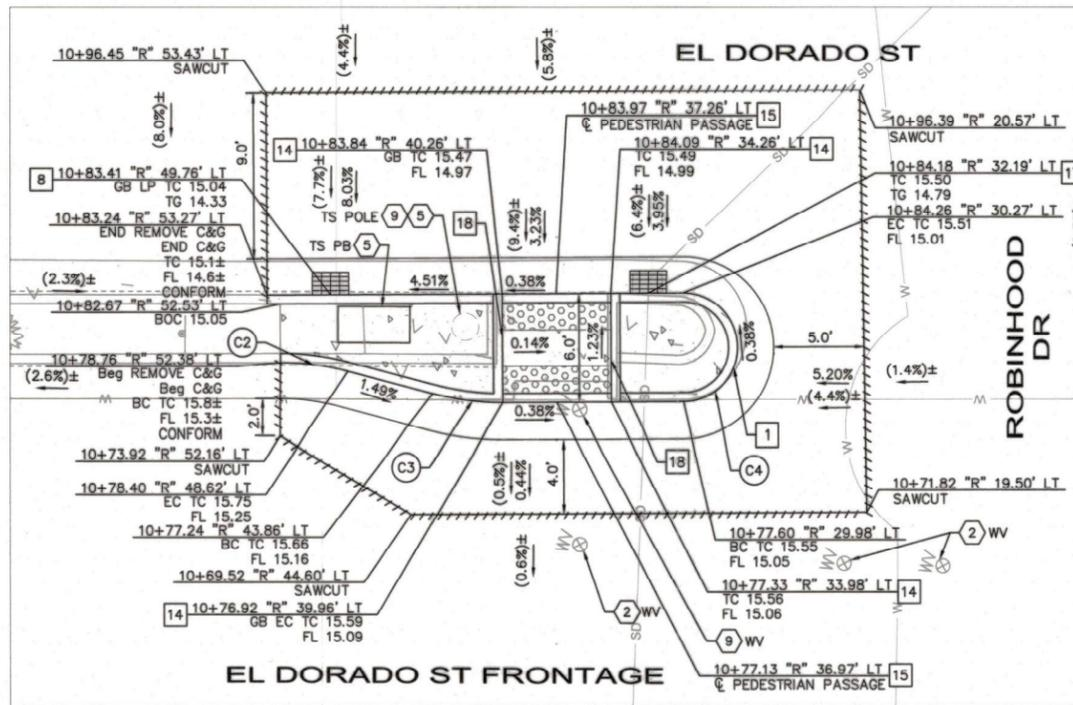 EL DORADO ST
10+96.45 "R" 53.43' LT
SAWCUT
(4.4%)±
(5.8%)±
(8.0%)±
9.0'
SD
10+83.97 "R" 37.26' LT 15
℄ PEDESTRIAN PASSAGE
10+96.39 "R" 20.57' LT
SAWCUT
14 10+83.84 "R" 40.26' LT
GB TC 15.47
FL 14.97
10+84.09 "R" 34.26' LT 14
TC 15.49
FL 14.99
8 10+83.41 "R" 49.76' LT
GB LP TC 15.04
TG 14.33
10+84.18 "R" 32.19' LT
TC 15.50
TG 14.79
10+83.24 "R" 53.27' LT
END REMOVE C&G
END C&G
TC 15.1±
FL 14.6±
CONFORM
10+84.26 "R" 30.27' LT
EC TC 15.51
FL 15.01
(7.7%)±
8.03%
TS POLE 9 5
TS PB 5
18
(9.4%)±
3.23%
(6.4%)±
3.95%
SD
W
(2.3%)±
4.51%
0.38%
10+82.67 "R" 52.53' LT
BOC 15.05
C2
0.14%
6.0'
1.23%
0.38%
5.0'
ROBINHOOD
DR
10+78.76 "R" 52.38' LT
Beg REMOVE C&G
Beg C&G
BC TC 15.8±
FL 15.3±
CONFORM
(2.6%)±
1.49%
0.38%
SD
5.20%
(4.4%)±
(1.4%)±
W
2.0'
10+73.92 "R" 52.16' LT
SAWCUT
C3
1
18
C4
10+78.40 "R" 48.62' LT
EC TC 15.75
FL 15.25
(0.5%)±
0.44%
4.0'
10+71.82 "R" 19.50' LT
SAWCUT
10+77.24 "R" 43.86' LT
BC TC 15.66
FL 15.16
10+77.60 "R" 29.98' LT
BC TC 15.55
FL 15.05
2 WV
WV
WV
WV
10+69.52 "R" 44.60' LT
SAWCUT
(0.6%)±
10+77.33 "R" 33.98' LT 14
TC 15.56
FL 15.06
14 10+76.92 "R" 39.96' LT
GB EC TC 15.59
FL 15.09
2 WV
SD
W
9 WV
EL DORADO ST FRONTAGE
10+77.13 "R" 36.97' LT 15
℄ PEDESTRIAN PASSAGE